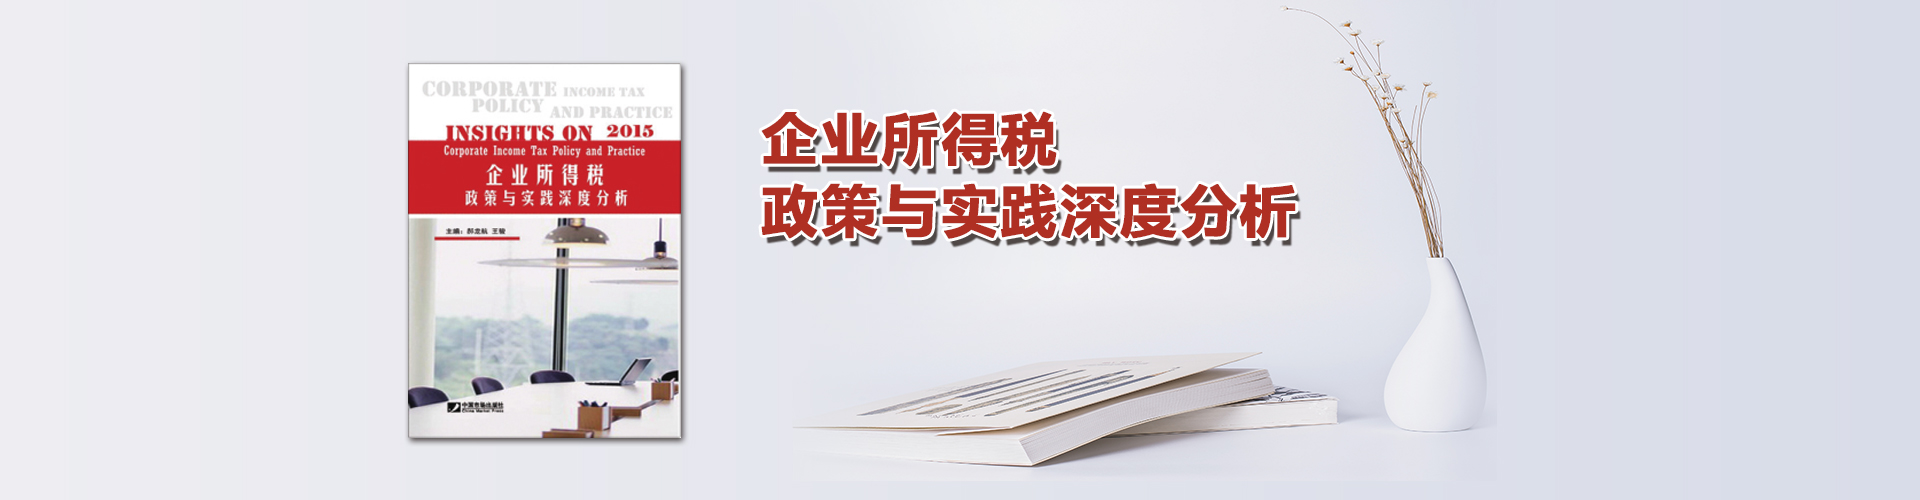 CORPORATE INCOME TAX
POLICY AND PRACTICE
INSIGHTS ON 2015
Corporate Income Tax Policy and Practice
企业所得税
政策与实践深度分析
主编：郝龙航 王骏
中国市场出版社
China Market Press
企业所得税
政策与实践深度分析